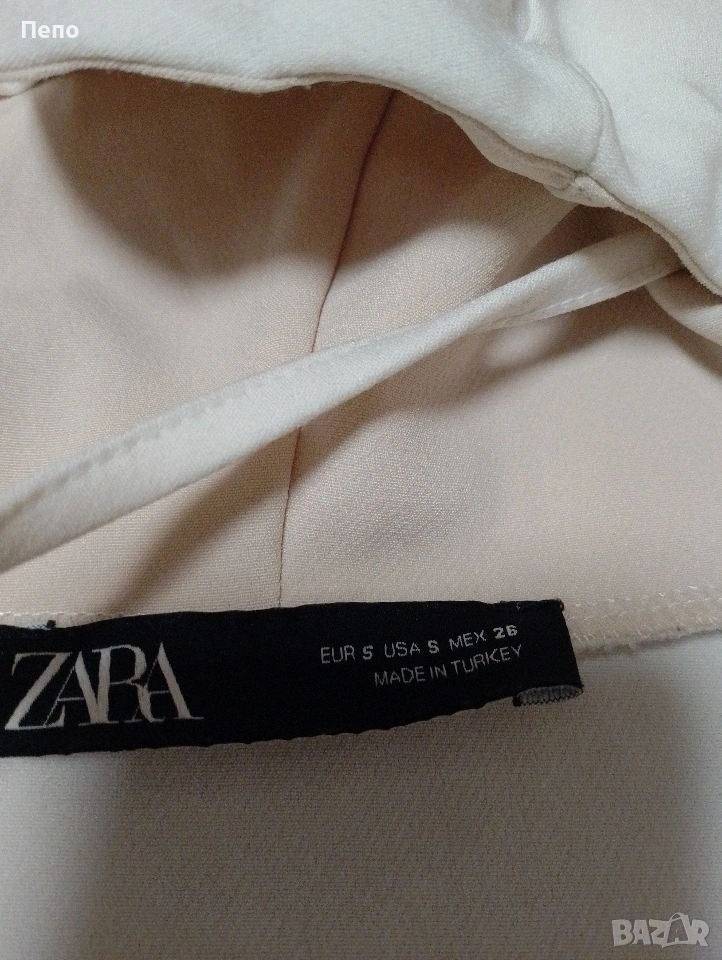 Пепо
ZARA
EUR S USA S MEX 26
MADE IN TURKEY
BAZAR